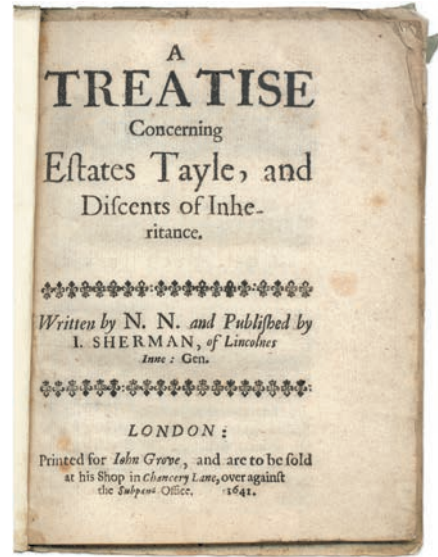 A
TREATISE
Concerning
Eſtates Tayle, and
Diſcents of Inhe-
ritance.
Written by N. N. and Publiſhed by
I. SHERMAN, of Lincolnes
Inne : Gen.
LONDON :
Printed for Iohn Grove, and are to be ſold
at his Shop in Chancery Lane, over againſt
the Subpena Office. 1641.